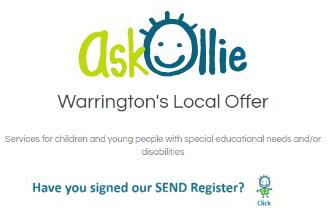 askOllie
Warrington's Local Offer
Services for children and young people with special educational needs and/or
disabilities
Have you signed our SEND Register?
Click